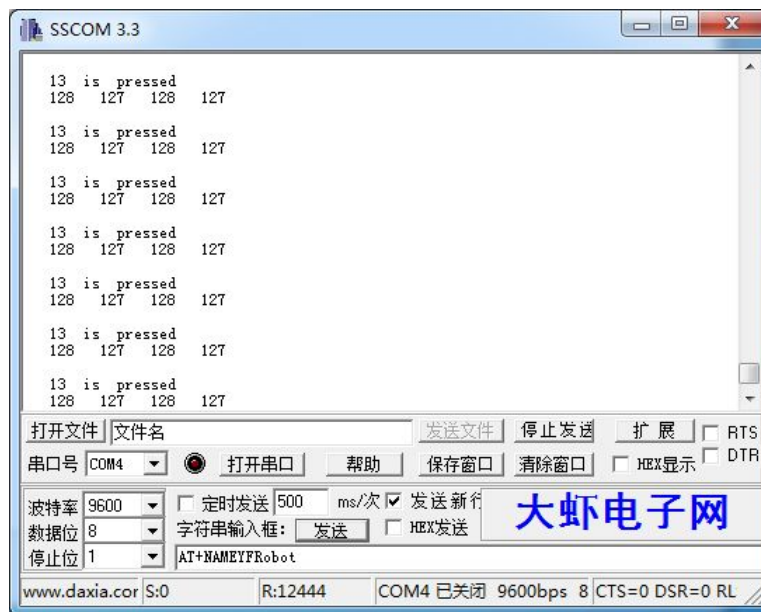 SSCOM 3.3
13 is pressed
128 127 128 127
13 is pressed
128 127 128 127
13 is pressed
128 127 128 127
13 is pressed
128 127 128 127
13 is pressed
128 127 128 127
13 is pressed
128 127 128 127
13 is pressed
128 127 128 127
打开文件 文件名 发送文件 停止发送 扩展 RTS
串口号 COM4 打开串口 帮助 保存窗口 清除窗口 HEX显示 DTR
波特率 9600 定时发送 500 ms/次 发送新行 大虾电子网
数据位 8 字符串输入框: 发送 HEX发送
停止位 1 AT+NAMEYFRobot
www.daxia.cor S:0 R:12444 COM4 已关闭 9600bps 8 CTS=0 DSR=0 RL